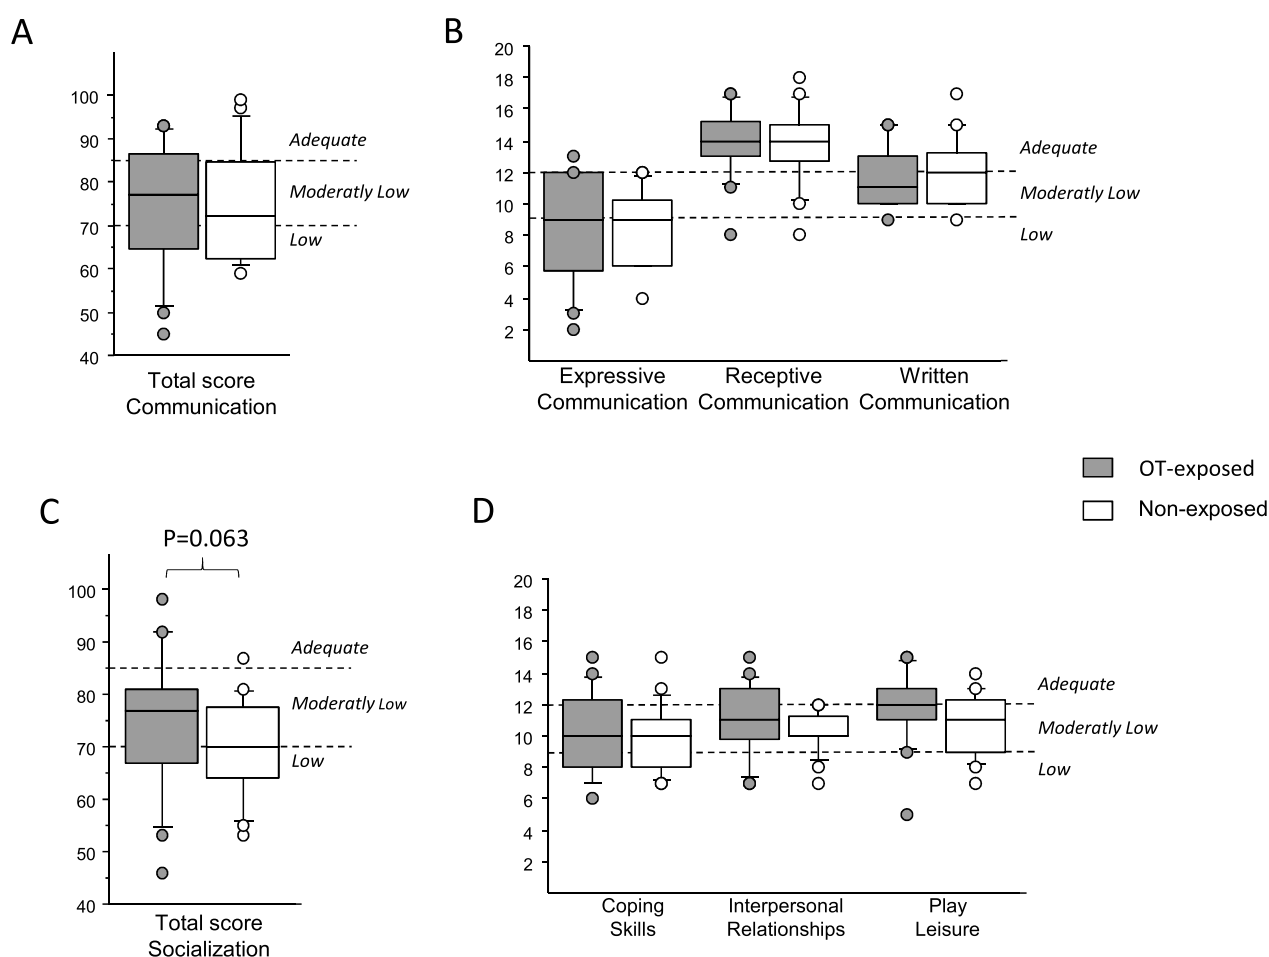 A
100
90
80
70
60
50
40
Adequate
Moderatly Low
Low
Total score
Communication
B
20
18
16
14
12
10
8
6
4
2
Adequate
Moderatly Low
Low
Expressive
Communication
Receptive
Communication
Written
Communication
OT-exposed
Non-exposed
C
P=0.063
100
90
80
70
60
50
40
Adequate
Moderatly Low
Low
Total score
Socialization
D
20
18
16
14
12
10
8
6
4
2
Adequate
Moderatly Low
Low
Coping
Skills
Interpersonal
Relationships
Play
Leisure